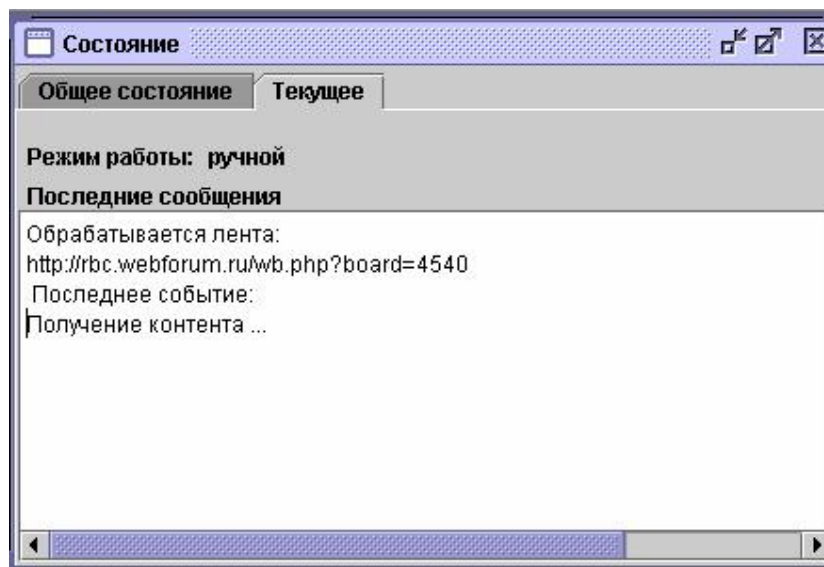 Состояние
Общее состояние Текущее
Режим работы: ручной
Последние сообщения
Обрабатывается лента:
http://rbc.webforum.ru/wb.php?board=4540
Последнее событие:
Получение контента ...